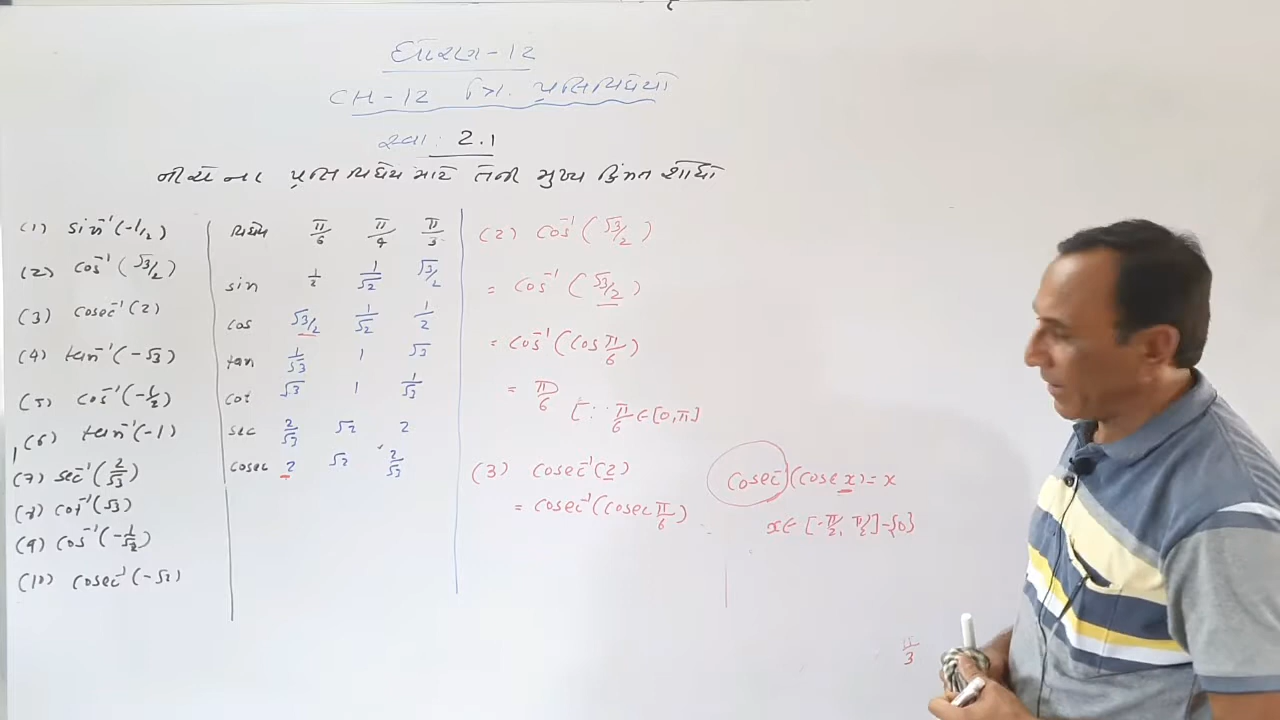 ધોરણ-12
CH-12 ત્રિ. પ્રતિવિધેયો
સ્વા: 2.1
નીચેના પ્રતિ વિધેય માટે તેની મુખ્ય કિંમત શોધો
(1) sin⁻¹(-1/2)
(2) cos⁻¹(√3/2)
(3) cosec⁻¹(2)
(4) tan⁻¹(-√3)
(5) cos⁻¹(-1/2)
(6) tan⁻¹(-1)
(7) sec⁻¹(2/√3)
(8) cot⁻¹(√3)
(9) cos⁻¹(-1/√2)
(10) cosec⁻¹(-√2)
વિધેય π/6 π/4 π/3
sin 1/2 1/√2 √3/2
cos √3/2 1/√2 1/2
tan 1/√3 1 √3
cot √3 1 1/√3
sec 2/√3 √2 2
cosec 2 √2 2/√3
(2) cos⁻¹(√3/2)
= cos⁻¹(√3/2)
= cos⁻¹(cos π/6)
= π/6 [∵ π/6 ∈ [0,π]
(3) cosec⁻¹(2)
= cosec⁻¹(cosec π/6)
cosec⁻¹(cosec x) = x
x ∈ [-π/2, π/2]-{0}
π/3